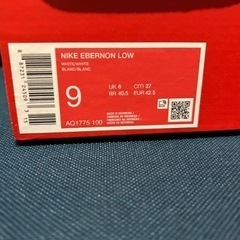 NIKE EBERNON LOW
WHITE/WHITE
BLANC/BLANC
9
UK 8 CM 27
BR 40.5 EUR 42.5
AQ1775 100